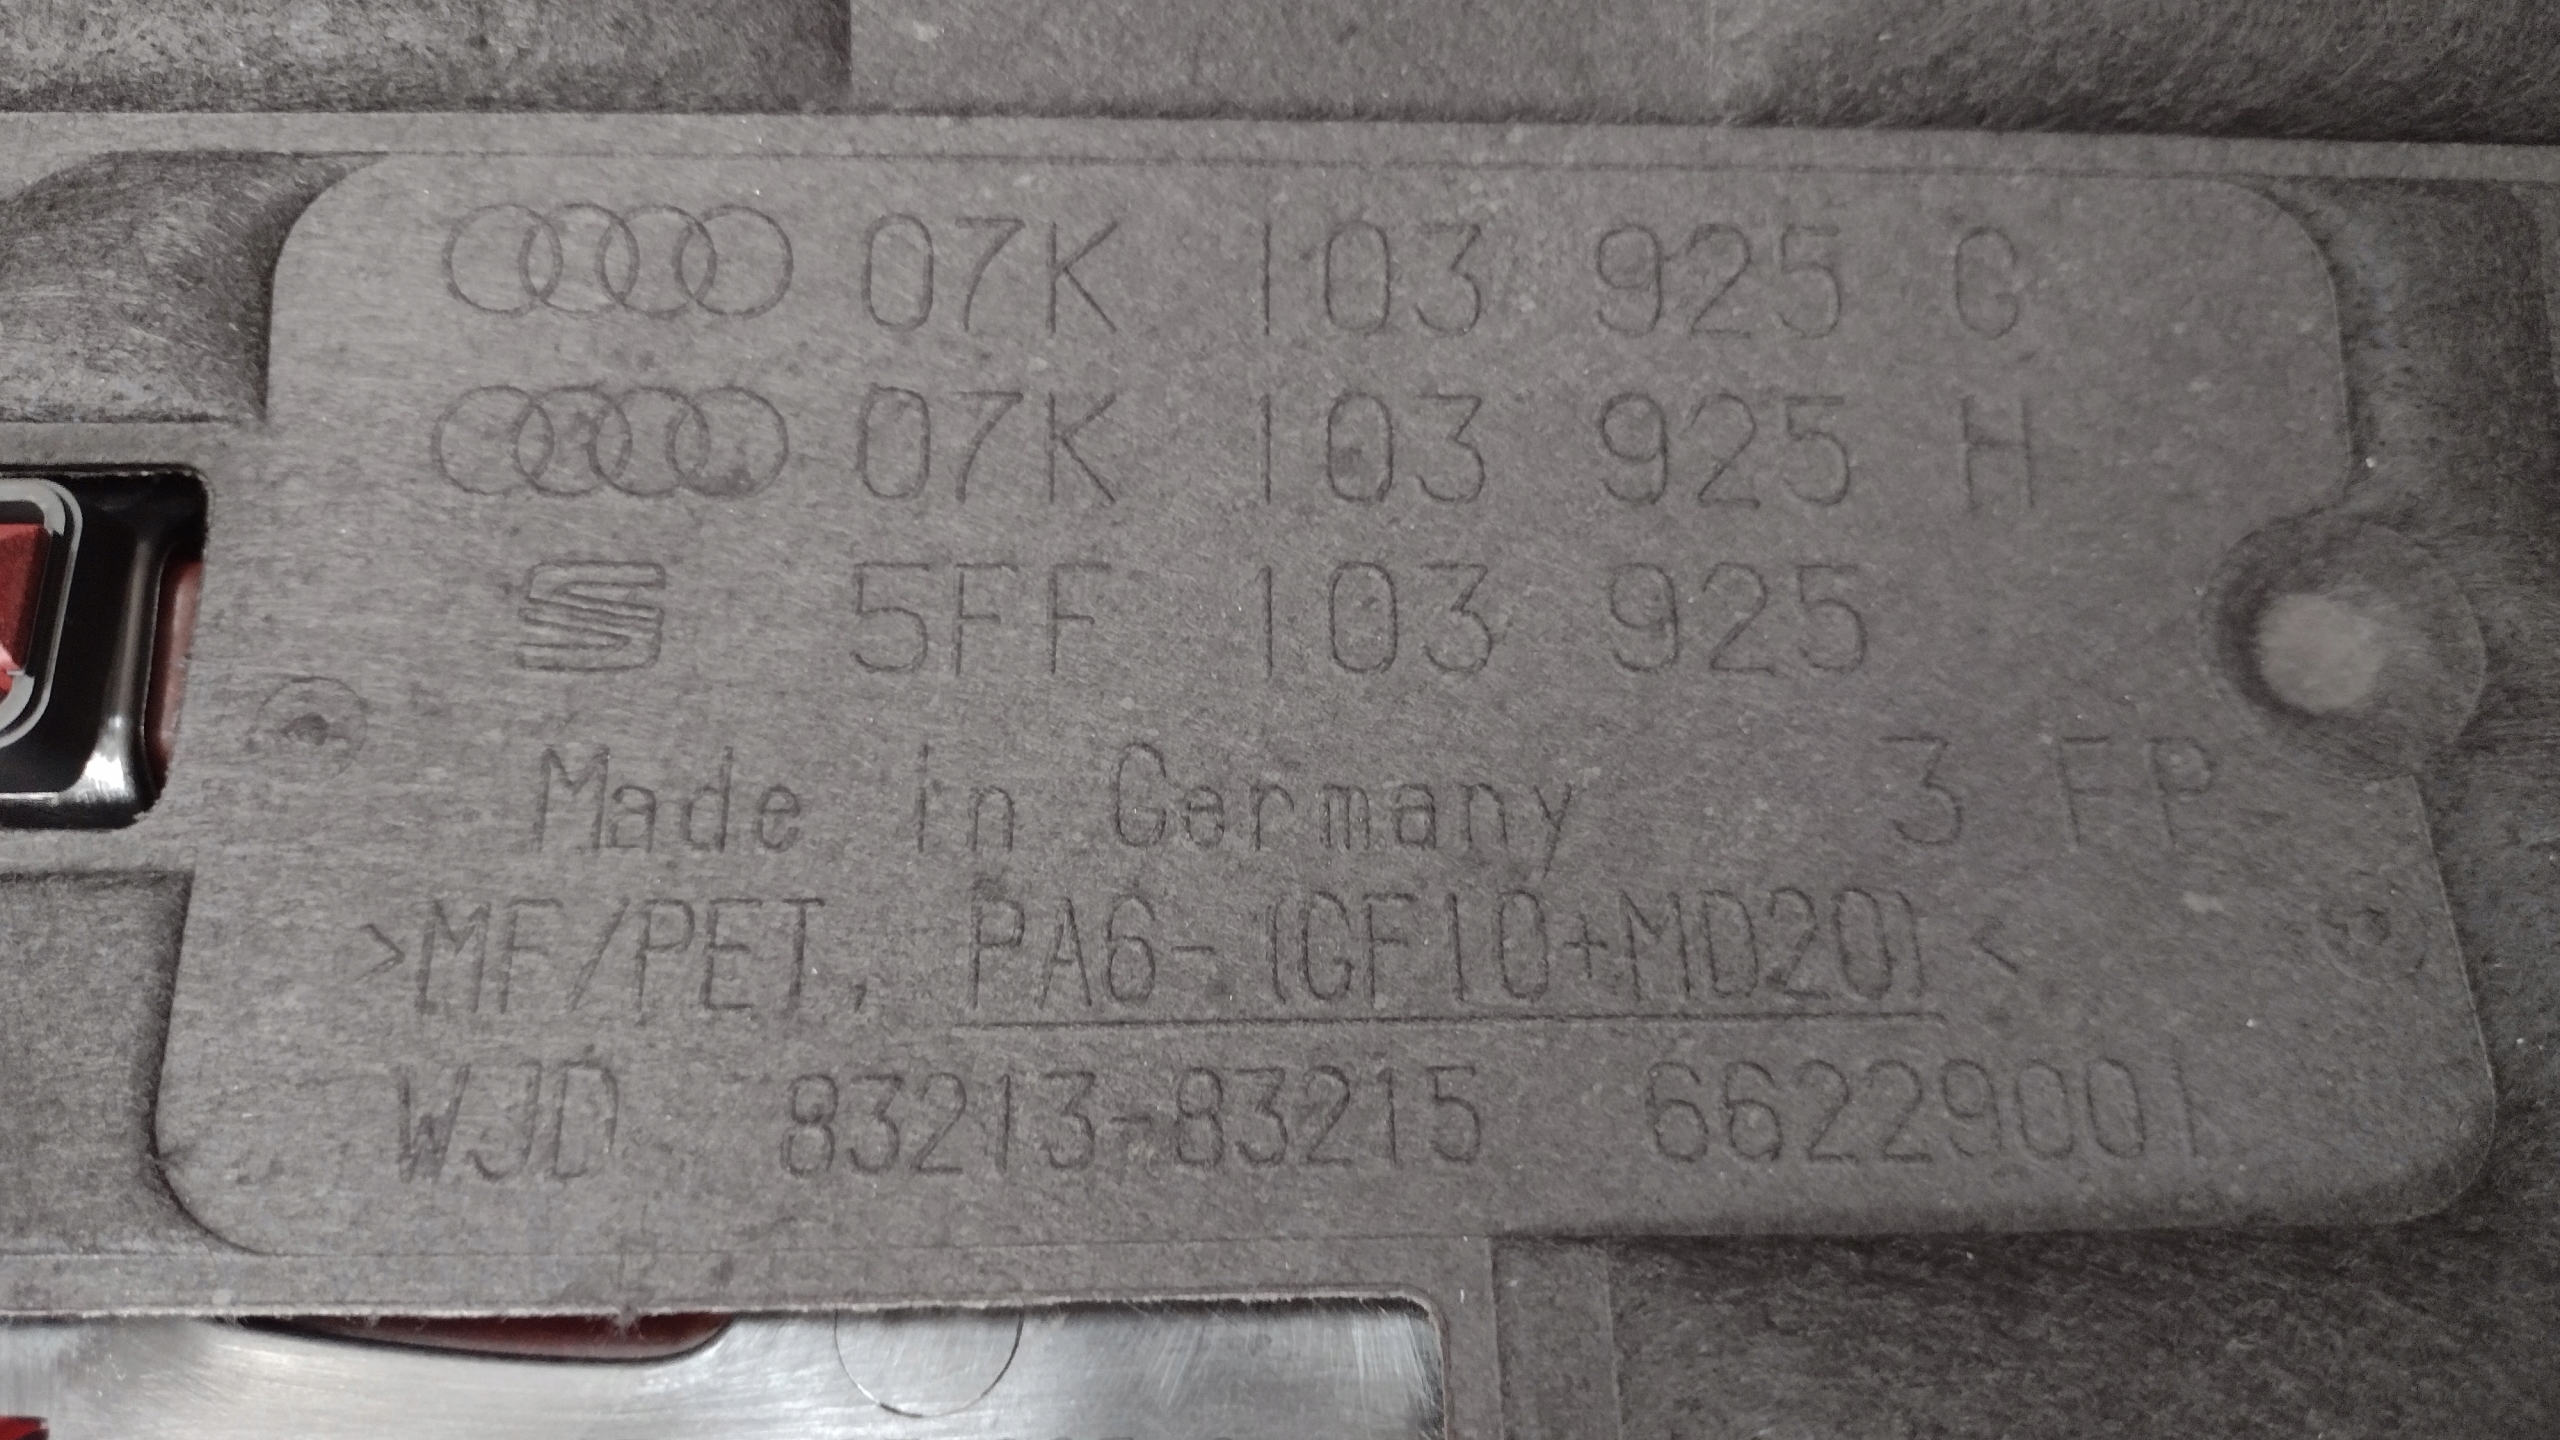 07K 103 925 G
07K 103 925 H
S 5FF 103 925
Made in Germany 3 FP
>MF/PET, PA6-(GF10+MD20)<
WJD 83213-83215 66229001